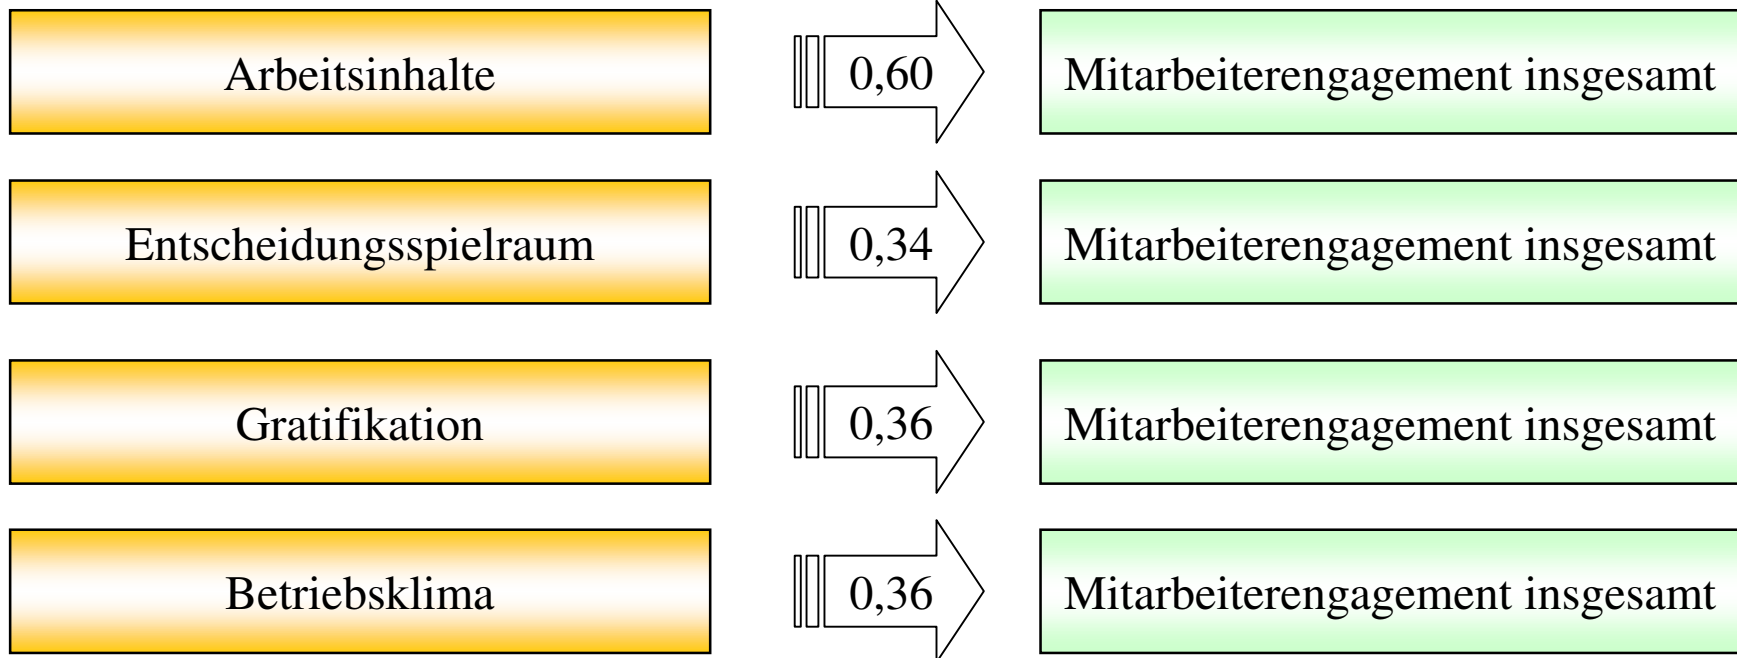 Arbeitsinhalte 0,60 Mitarbeiterengagement insgesamt
Entscheidungsspielraum 0,34 Mitarbeiterengagement insgesamt
Gratifikation 0,36 Mitarbeiterengagement insgesamt
Betriebsklima 0,36 Mitarbeiterengagement insgesamt